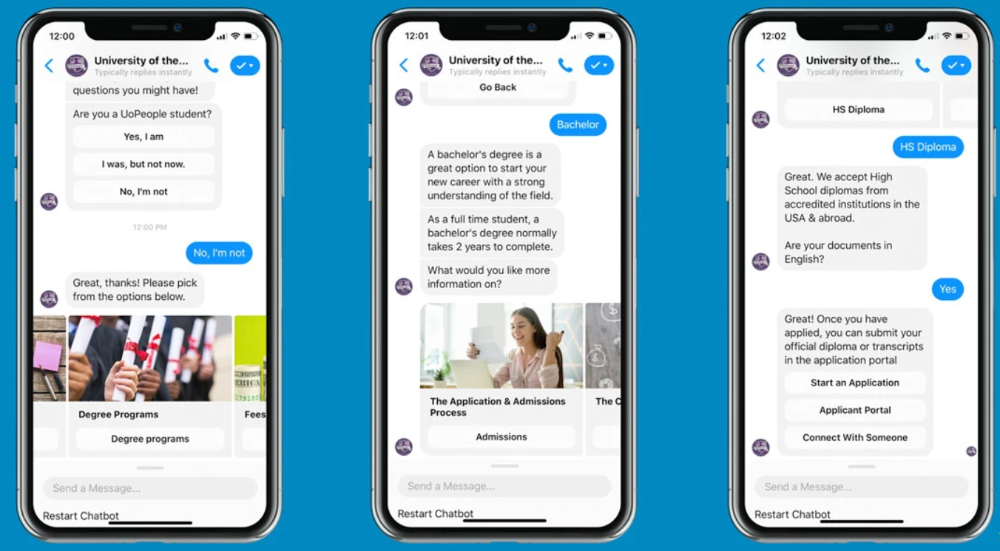 12:00
University of the...
Typically replies instantly
questions you might have!
Are you a UoPeople student?
Yes, I am
I was, but not now.
No, I'm not
12:00 PM
No, I'm not
Great, thanks! Please pick
from the options below.
Degree Programs
Fees
Degree programs
Send a Message...
Restart Chatbot
12:01
University of the...
Typically replies instantly
Go Back
Bachelor
A bachelor's degree is a
great option to start your
new career with a strong
understanding of the field.
As a full time student, a
bachelor's degree normally
takes 2 years to complete.
What would you like more
information on?
The Application & Admissions
Process
The C
Admissions
Send a Message...
Restart Chatbot
12:02
University of the...
Typically replies instantly
HS Diploma
HS Diploma
Great. We accept High
School diplomas from
accredited institutions in the
USA & abroad.
Are your documents in
English?
Yes
Great! Once you have
applied, you can submit your
official diploma or transcripts
in the application portal
Start an Application
Applicant Portal
Connect With Someone
Send a Message...
Restart Chatbot